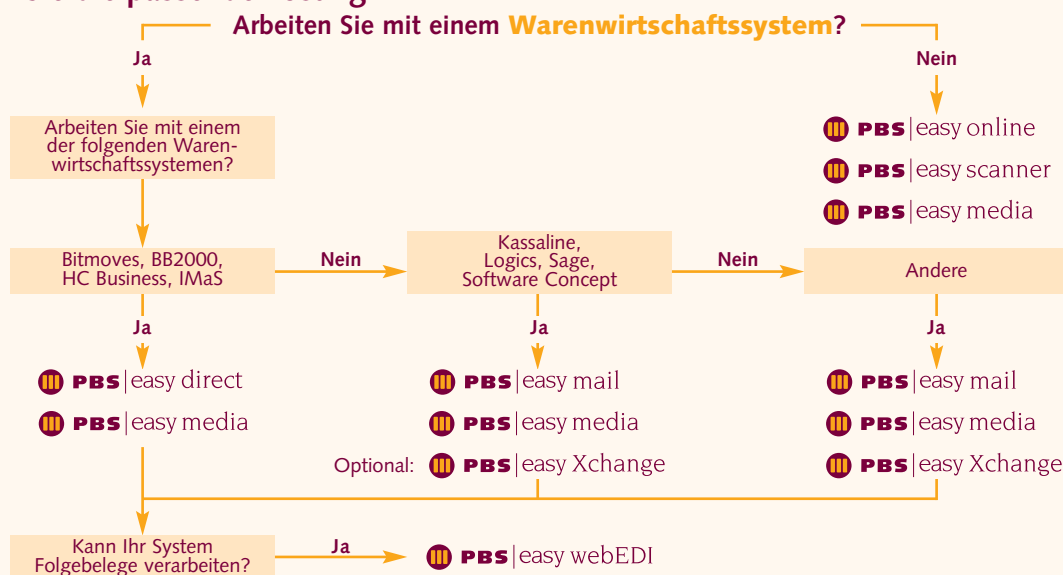 Arbeiten Sie mit einem Warenwirtschaftssystem?
Ja
Nein
Arbeiten Sie mit einem
der folgenden Waren-
wirtschaftssystemen?
PBS|easy online
PBS|easy scanner
PBS|easy media
Bitmoves, BB2000,
HC Business, IMaS
Nein
Kassaline,
Logics, Sage,
Software Concept
Nein
Andere
Ja
Ja
Ja
PBS|easy direct
PBS|easy media
PBS|easy mail
PBS|easy media
Optional: PBS|easy Xchange
PBS|easy mail
PBS|easy media
PBS|easy Xchange
Kann Ihr System
Folgebelege verarbeiten?
Ja
PBS|easy webEDI